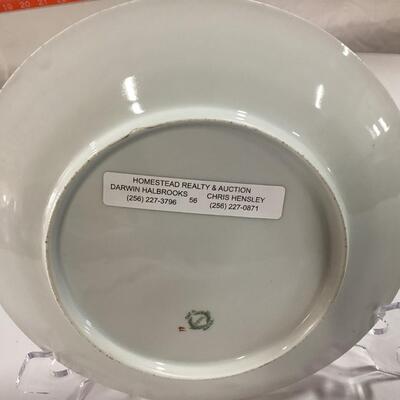 HOMESTEAD REALTY & AUCTION
DARWIN HALBROOKS CHRIS HENSLEY
(256) 227-3796 56 (256) 227-0871